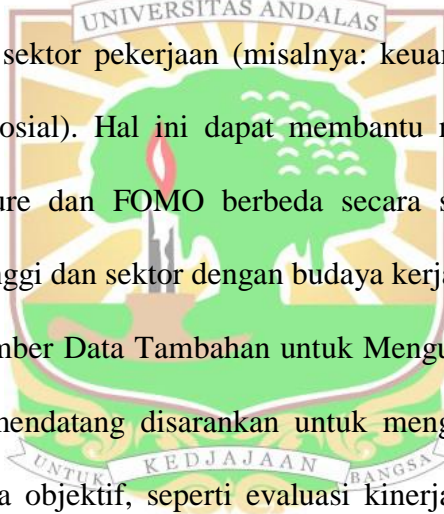 UNIVERSITAS ANDALAS
sektor pekerjaan (misalnya: keuan
osial). Hal ini dapat membantu
ure dan FOMO berbeda secara s
nggi dan sektor dengan budaya kerja
mber Data Tambahan untuk Mengu
mendatang disarankan untuk meng
UNTUK KEDJAJAAN BANGSA
a objektif, seperti evaluasi kinerja